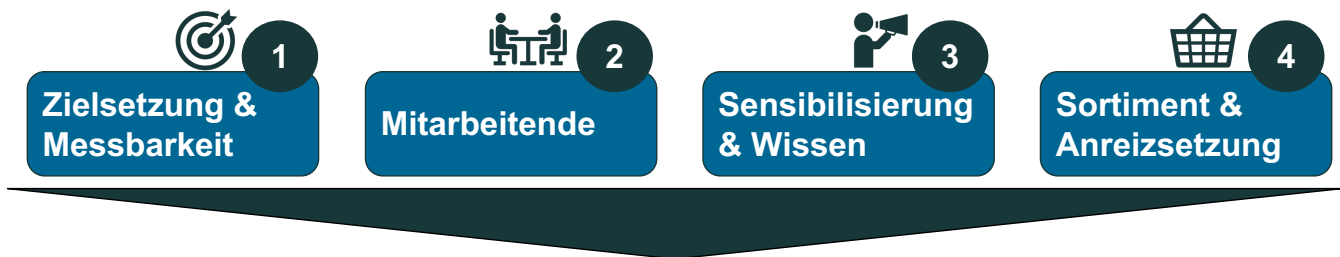 1
Zielsetzung &
Messbarkeit
2
Mitarbeitende
3
Sensibilisierung
& Wissen
4
Sortiment &
Anreizsetzung